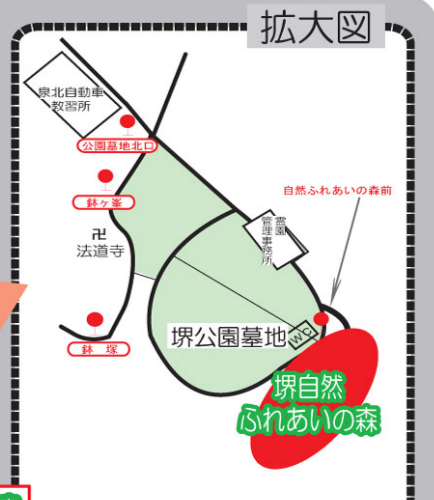 拡大図
泉北自動車
教習所
公園墓地北口
自然ふれあいの森前
鉢ヶ峯
霊園
管理事務所
卍
法道寺
堺公園墓地
WC
鉢塚
堺自然
ふれあいの森